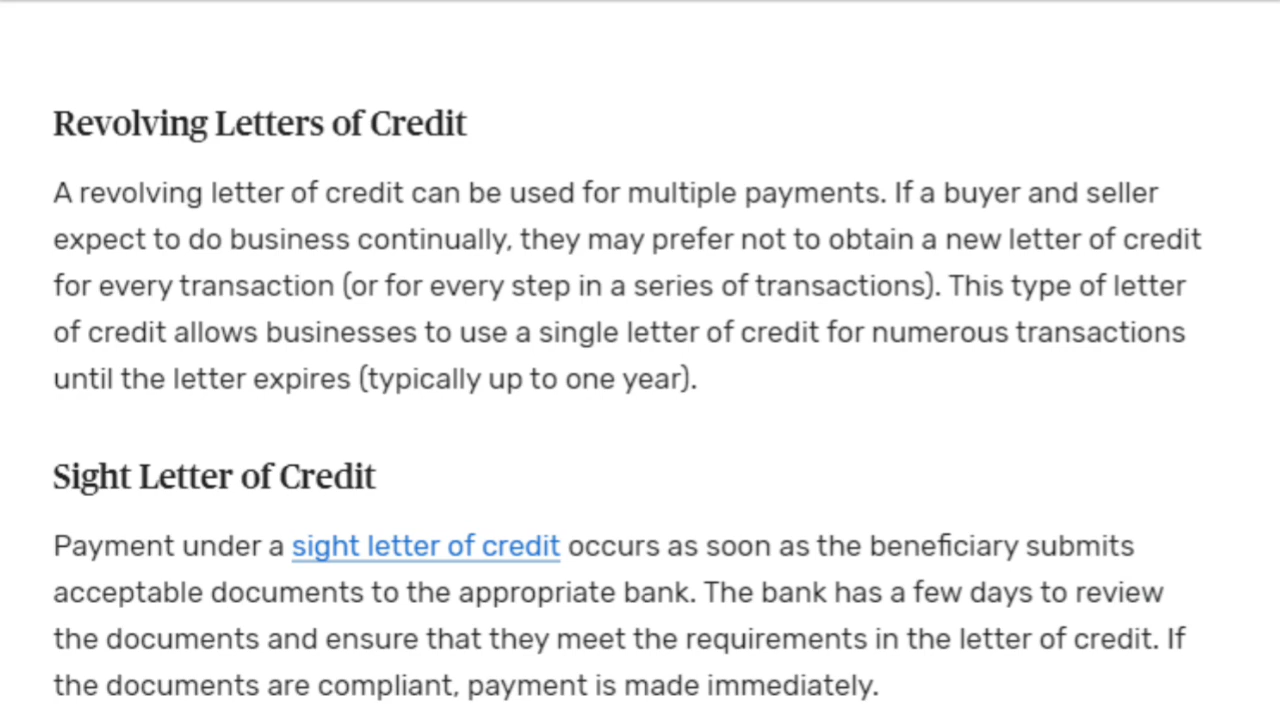 Revolving Letters of Credit
A revolving letter of credit can be used for multiple payments. If a buyer and seller
expect to do business continually, they may prefer not to obtain a new letter of credit
for every transaction (or for every step in a series of transactions). This type of letter
of credit allows businesses to use a single letter of credit for numerous transactions
until the letter expires (typically up to one year).
Sight Letter of Credit
Payment under a sight letter of credit occurs as soon as the beneficiary submits
acceptable documents to the appropriate bank. The bank has a few days to review
the documents and ensure that they meet the requirements in the letter of credit. If
the documents are compliant, payment is made immediately.